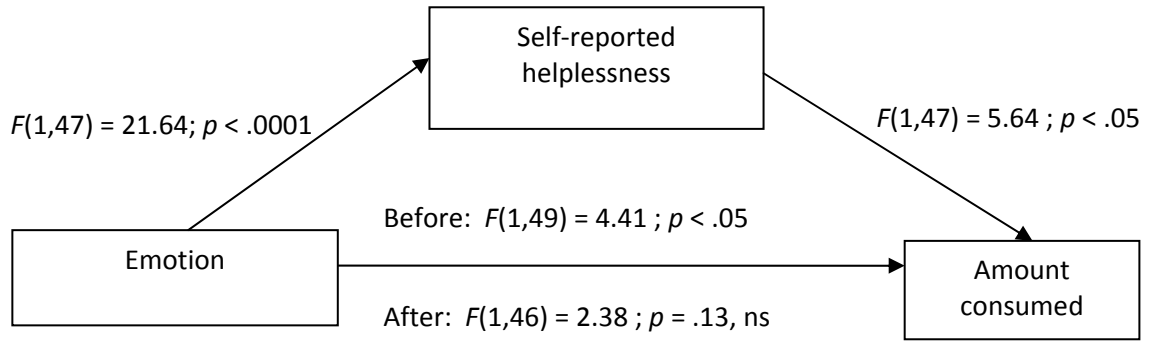 Self-reported
helplessness
F(1,47) = 21.64; p < .0001
F(1,47) = 5.64 ; p < .05
Before:  F(1,49) = 4.41 ; p < .05
Emotion
Amount
consumed
After:  F(1,46) = 2.38 ; p = .13, ns